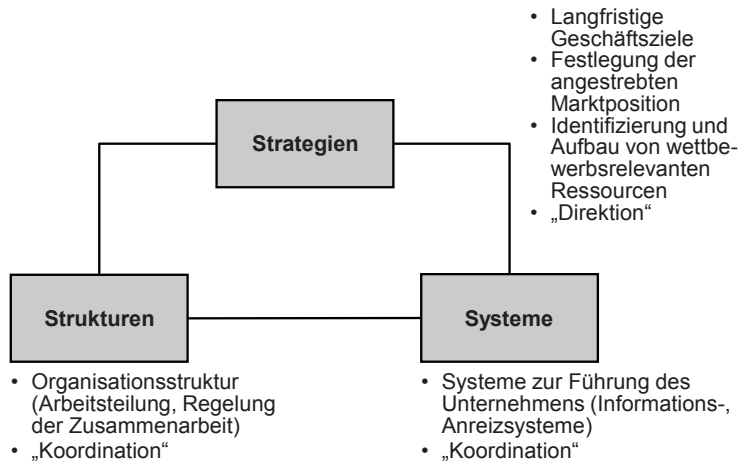 • Langfristige
Geschäftsziele
• Festlegung der
angestrebten
Marktposition
• Identifizierung und
Aufbau von wettbe-
werbsrelevanten
Ressourcen
• „Direktion“
Strategien
Strukturen
Systeme
• Organisationsstruktur
(Arbeitsteilung, Regelung
der Zusammenarbeit)
• „Koordination“
• Systeme zur Führung des
Unternehmens (Informations-,
Anreizsysteme)
• „Koordination“